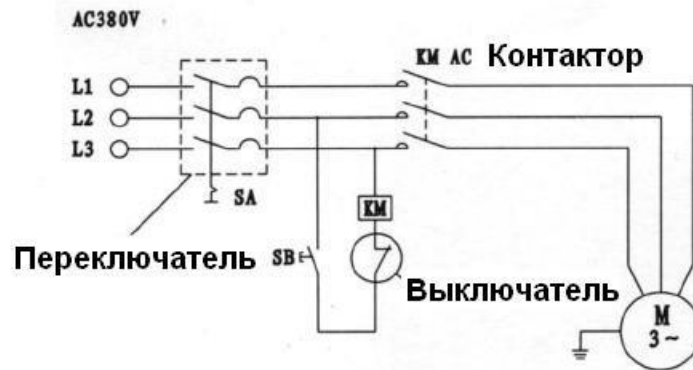 AC380V
KM AC Контактор
L1
L2
L3
SA
KM
Переключатель
SB
Выключатель
M
3~